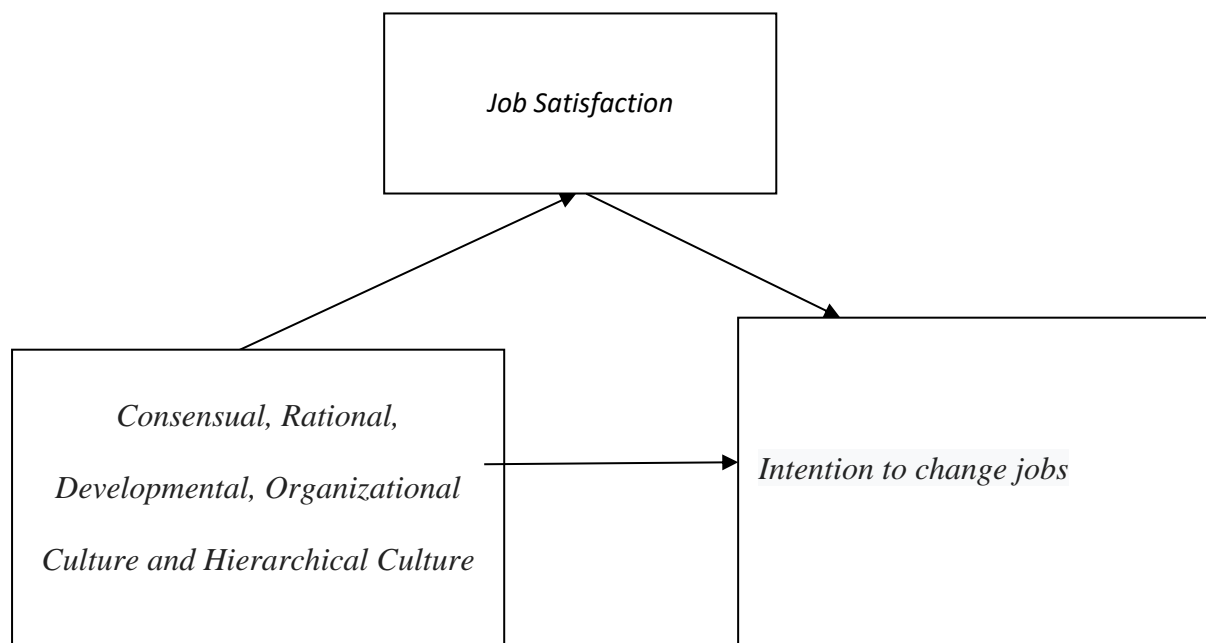 Job Satisfaction
Consensual, Rational,
Developmental, Organizational
Culture and Hierarchical Culture
Intention to change jobs